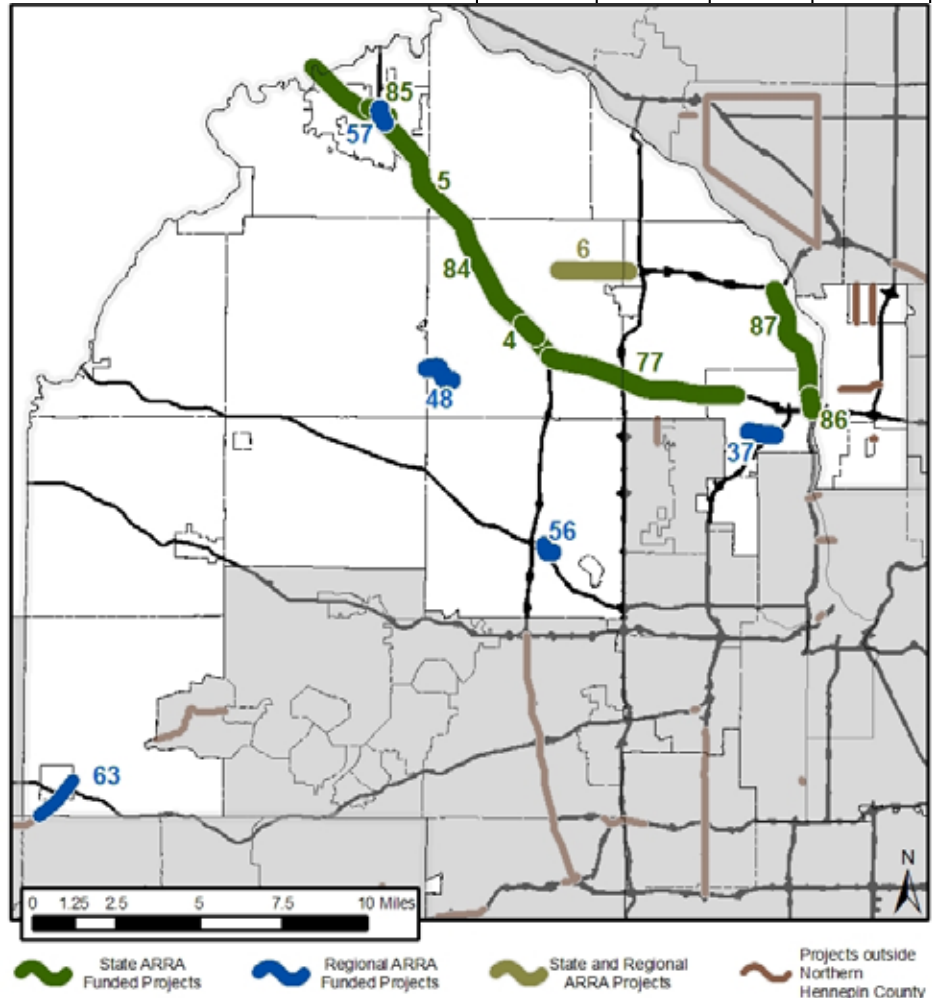 85
57
5
6
84
87
4
77
48
86
37
56
63
N
0 1.25 2.5 5 7.5 10 Miles
State ARRA
Funded Projects
Regional ARRA
Funded Projects
State and Regional
ARRA Projects
Projects outside
Northern
Hennepin County